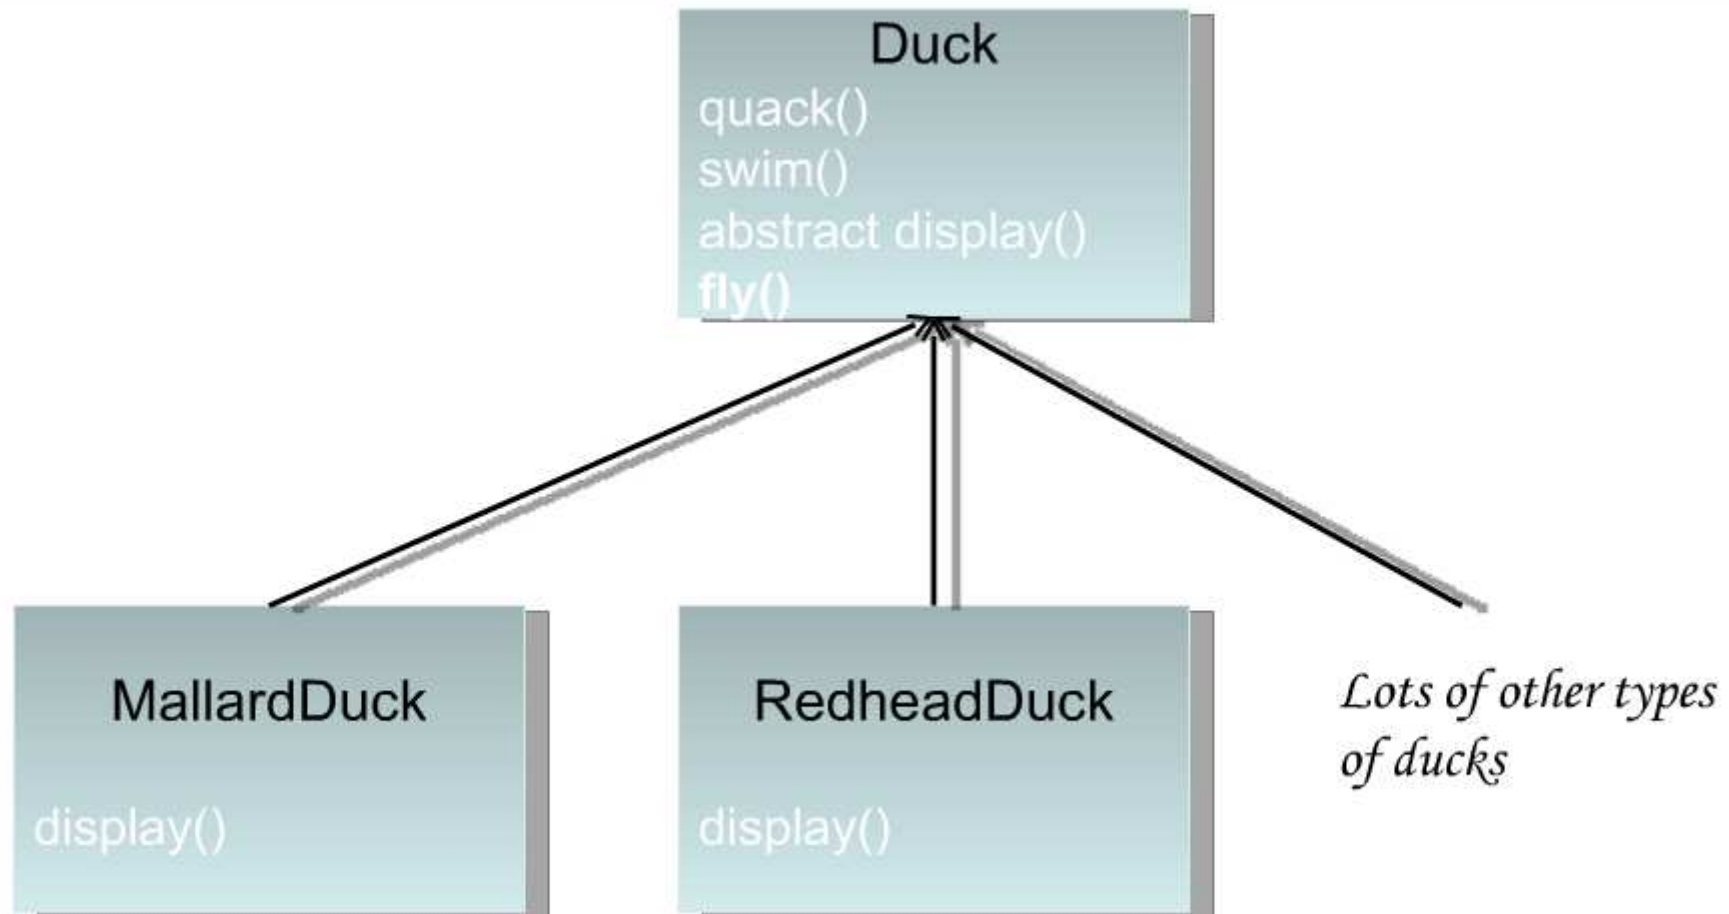 Duck
quack()
swim()
abstract display()
fly()
MallardDuck
display()
RedheadDuck
display()
Lots of other types
of ducks